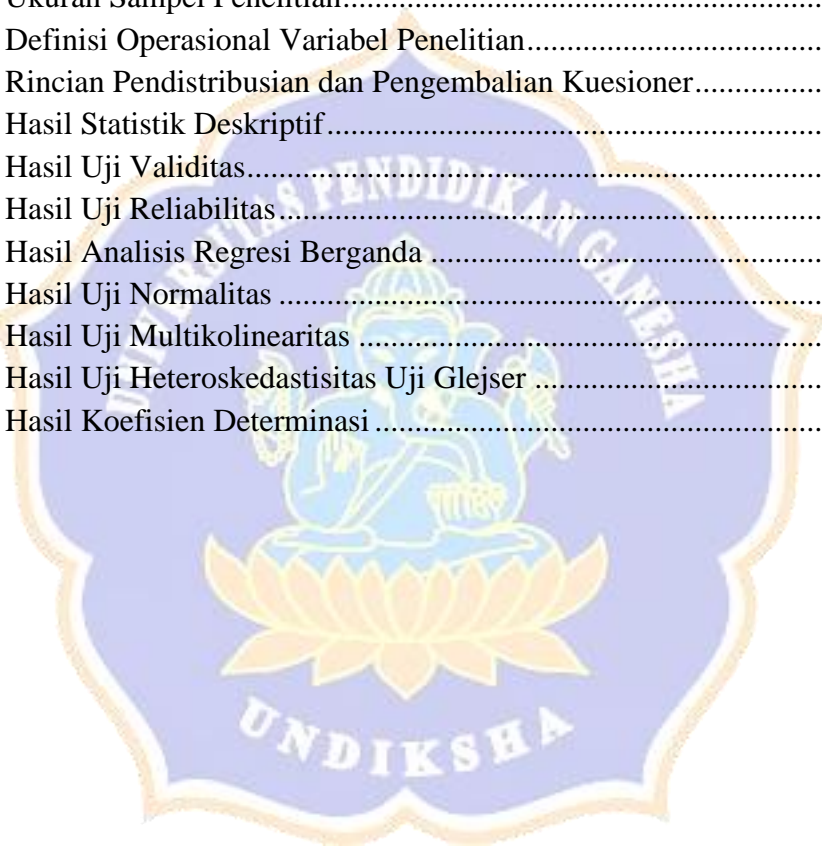 Ukuran Sampel Penelitian..............................................................
Definisi Operasional Variabel Penelitian......................................
Rincian Pendistribusian dan Pengembalian Kuesioner................
Hasil Statistik Deskriptif...............................................................
Hasil Uji Validitas.........................................................................
Hasil Uji Reliabilitas.....................................................................
Hasil Analisis Regresi Berganda ..................................................
Hasil Uji Normalitas .....................................................................
Hasil Uji Multikolinearitas ...........................................................
Hasil Uji Heteroskedastisitas Uji Glejser .....................................
Hasil Koefisien Determinasi .........................................................
UNIVERSITAS PENDIDIKAN GANESHA
UNDIKSHA